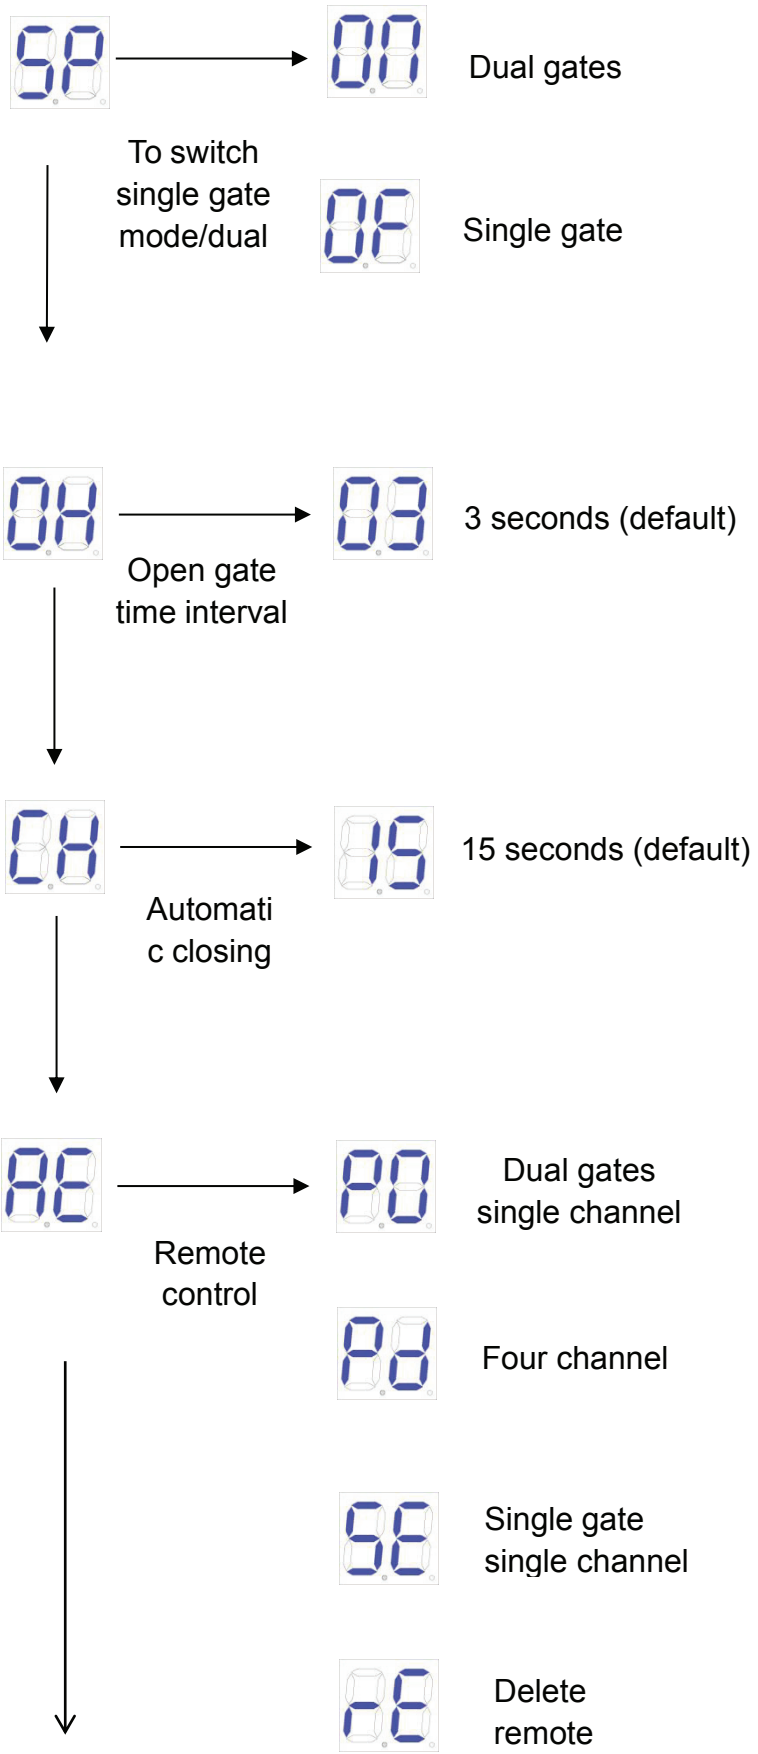 SP
On
Dual gates
To switch
single gate
mode/dual
OF
Single gate
OH
03
3 seconds (default)
Open gate
time interval
CH
15
15 seconds (default)
Automati
c closing
AE
PO
Dual gates
single channel
Remote
control
Pd
Four channel
SE
Single gate
single channel
rE
Delete
remote